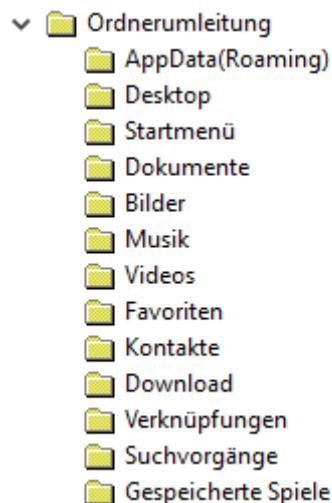 Ordnerumleitung
AppData(Roaming)
Desktop
Startmenü
Dokumente
Bilder
Musik
Videos
Favoriten
Kontakte
Download
Verknüpfungen
Suchvorgänge
Gespeicherte Spiele